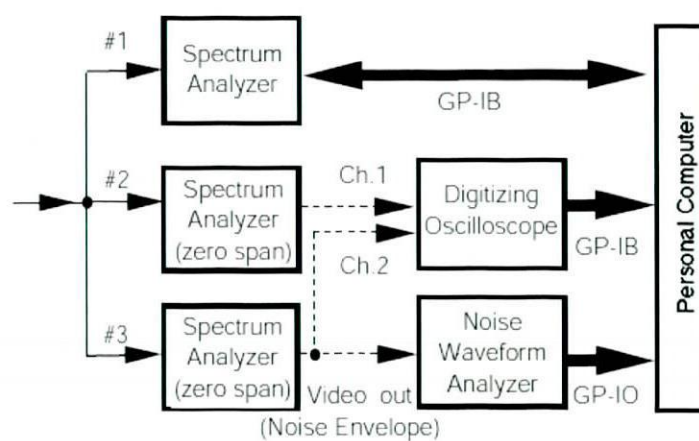 #1
Spectrum
Analyzer
GP-IB
#2
Spectrum
Analyzer
(zero span)
Ch.1
Ch.2
Digitizing
Oscilloscope
GP-IB
#3
Spectrum
Analyzer
(zero span)
Video out
(Noise Envelope)
Noise
Waveform
Analyzer
GP-IO
Personal Computer